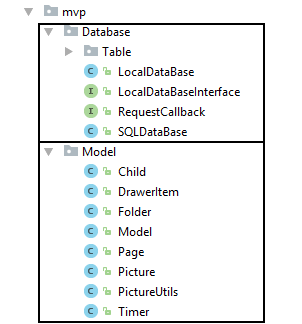 mvp
Database
Table
C LocalDataBase
I LocalDataBaseInterface
I RequestCallback
C SQLDataBase
Model
C Child
C DrawerItem
C Folder
C Model
C Page
C Picture
C PictureUtils
C Timer